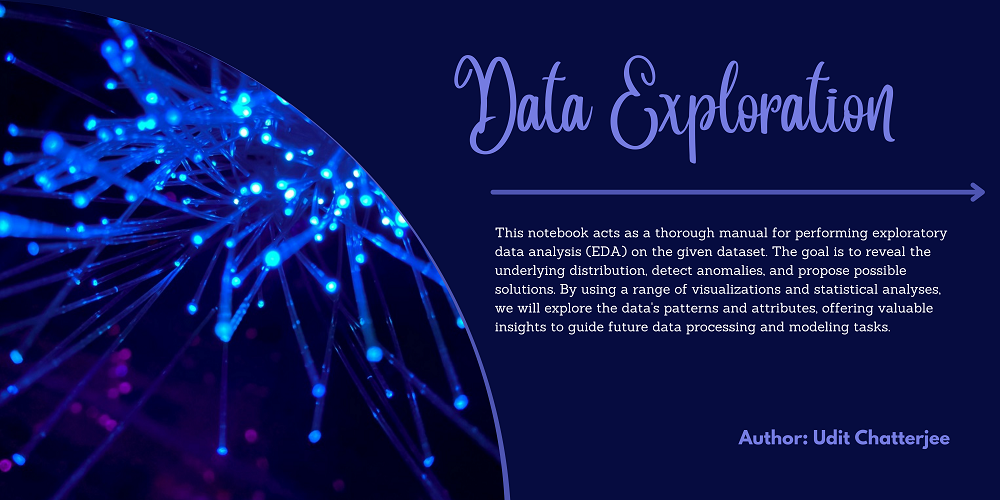 Data Exploration
This notebook acts as a thorough manual for performing exploratory
data analysis (EDA) on the given dataset. The goal is to reveal the
underlying distribution, detect anomalies, and propose possible
solutions. By using a range of visualizations and statistical analyses,
we will explore the data's patterns and attributes, offering valuable
insights to guide future data processing and modeling tasks.
Author: Udit Chatterjee